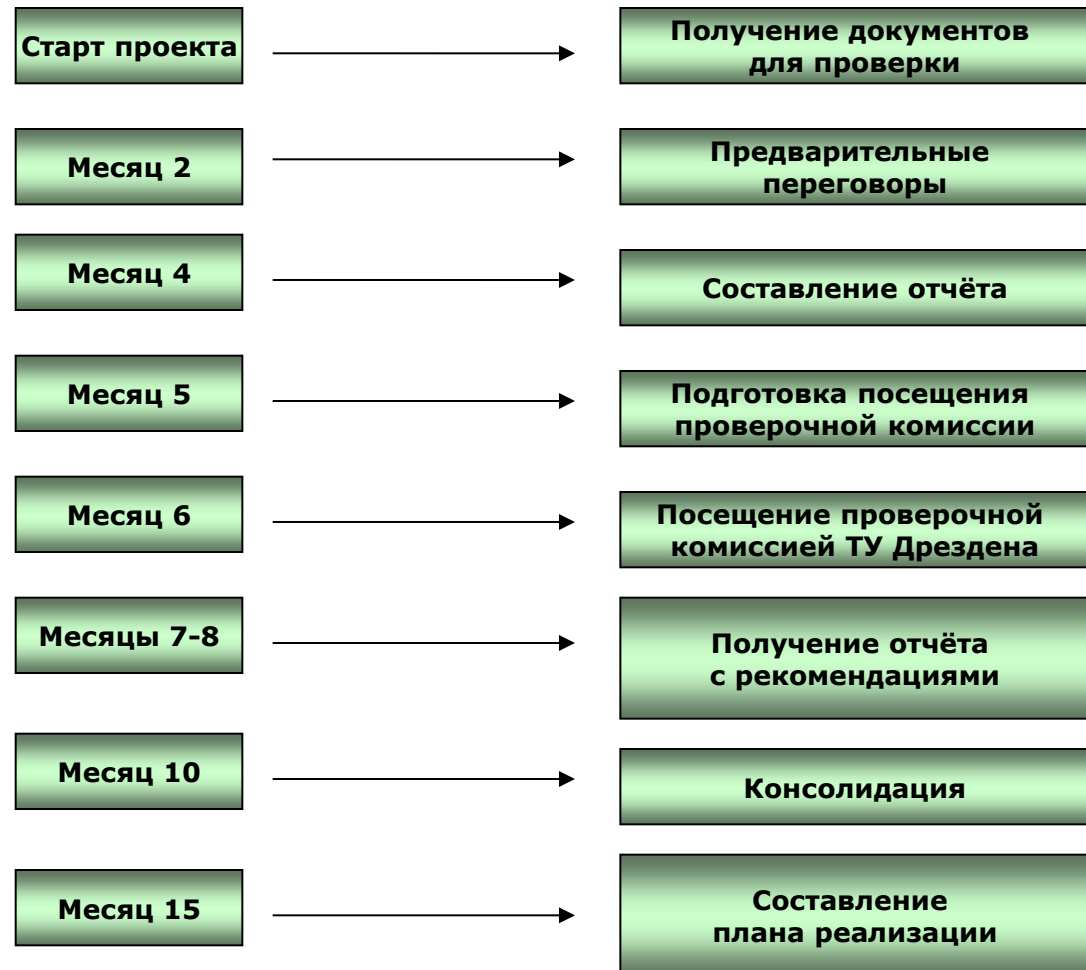 Старт проекта
Получение документов
для проверки
Месяц 2
Предварительные
переговоры
Месяц 4
Составление отчёта
Месяц 5
Подготовка посещения
проверочной комиссии
Месяц 6
Посещение проверочной
комиссией ТУ Дрездена
Месяцы 7-8
Получение отчёта
с рекомендациями
Месяц 10
Консолидация
Месяц 15
Составление
плана реализации